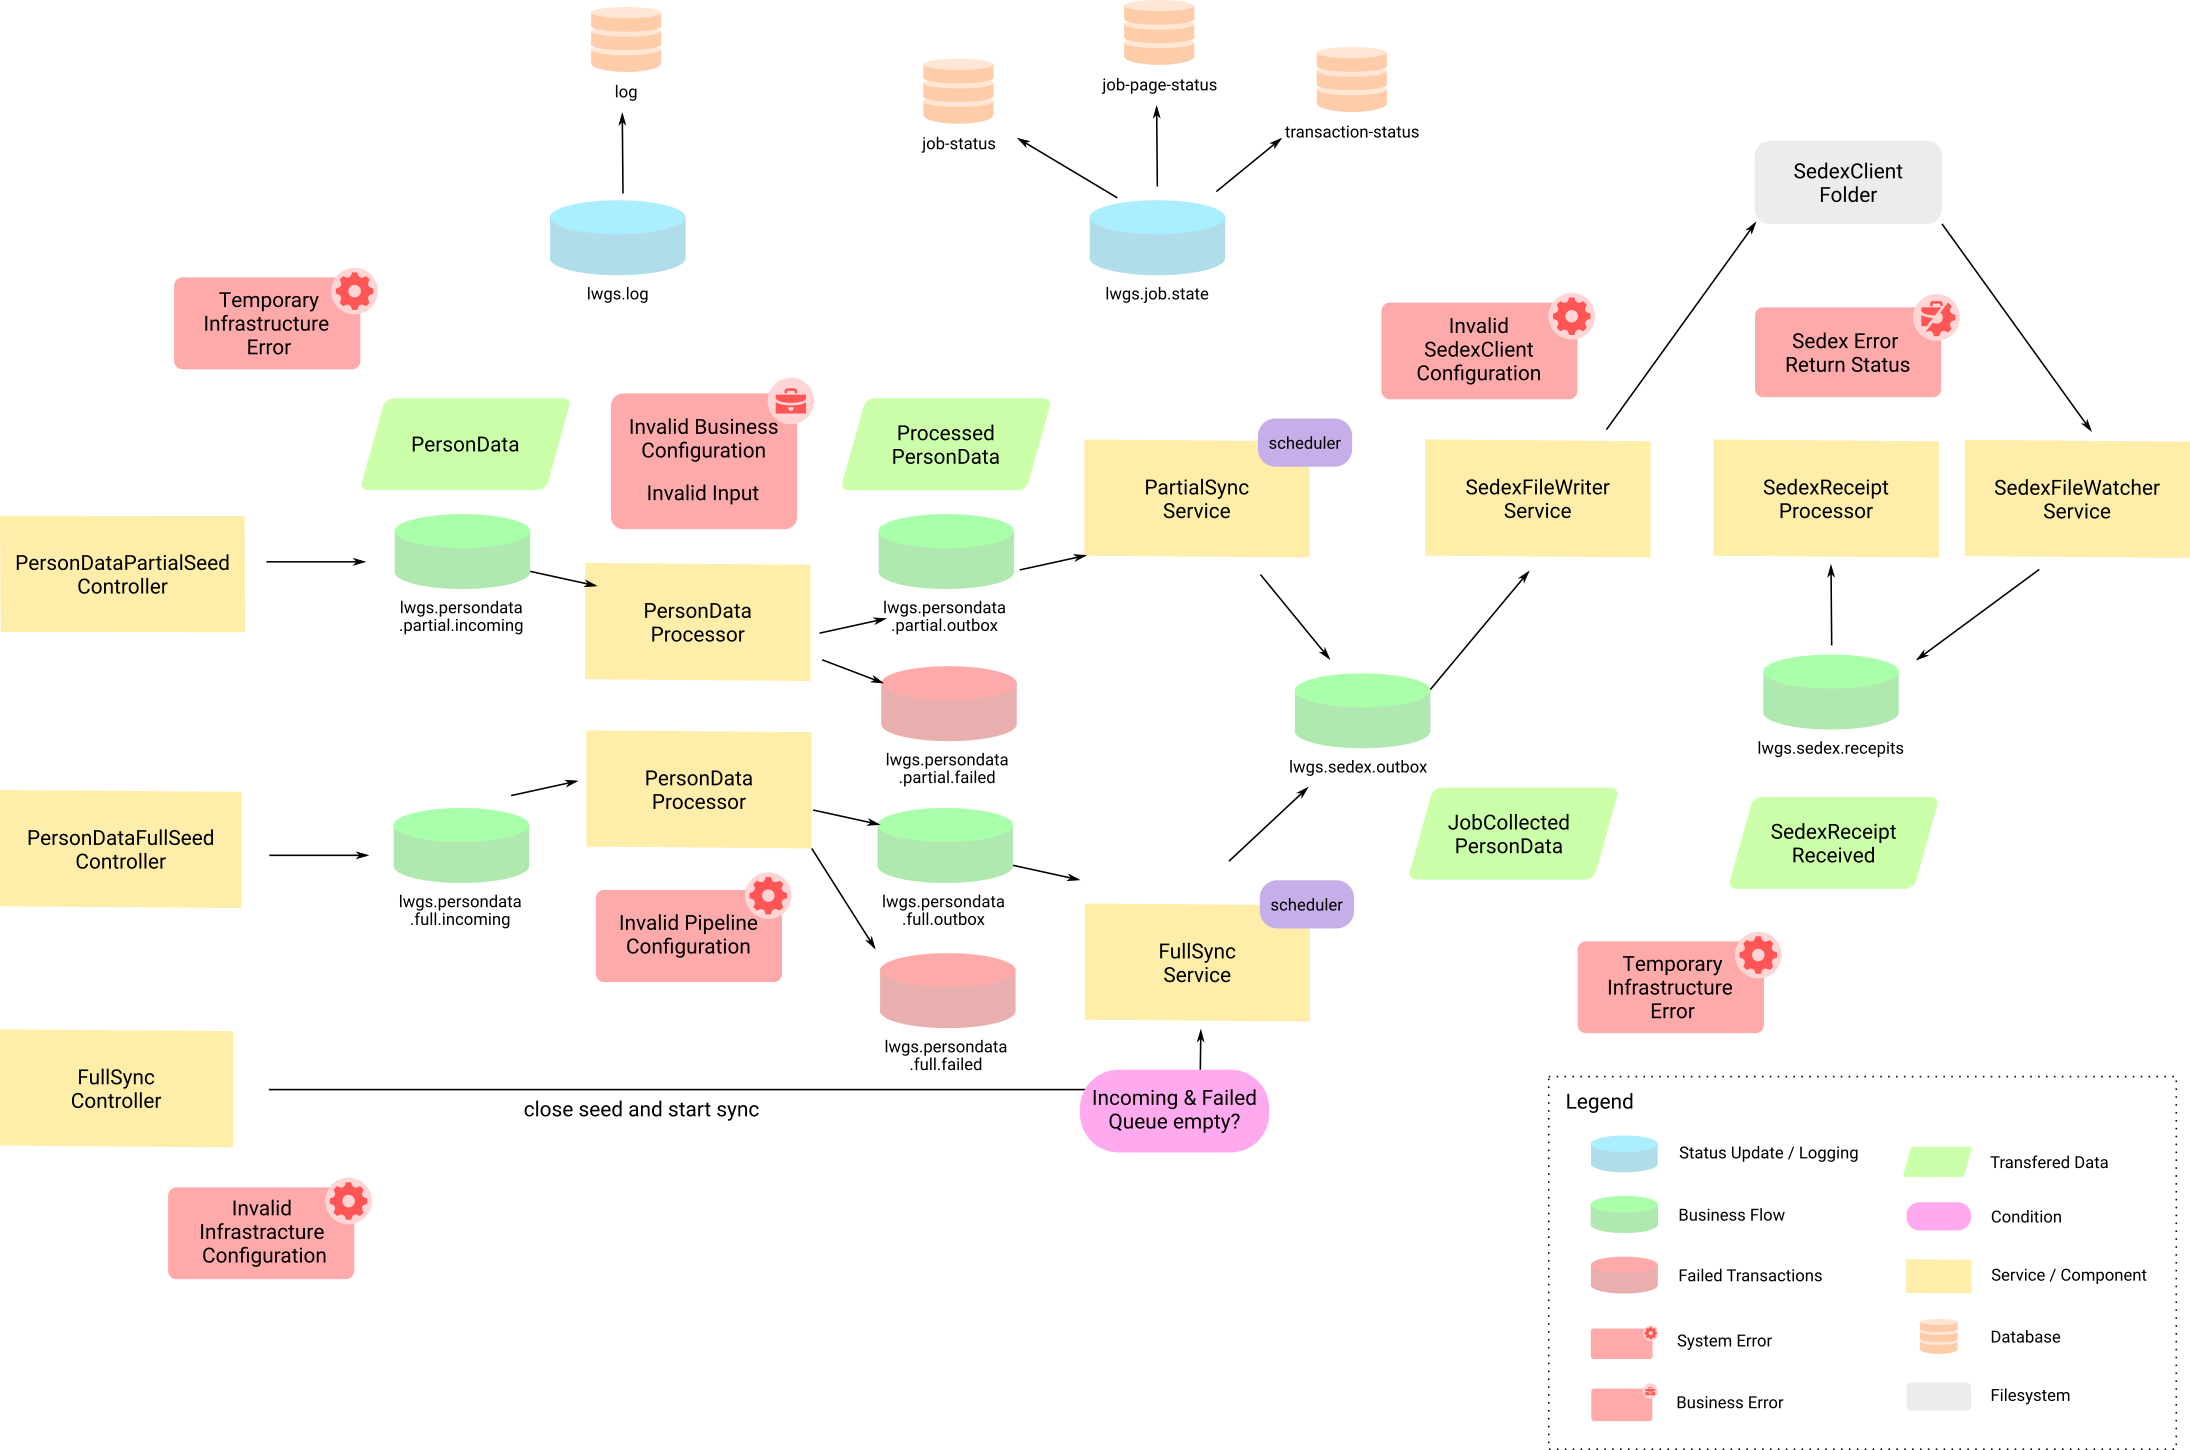 log
job-status
job-page-status
transaction-status
lwgs.log
lwgs.job.state
SedexClient
Folder
Temporary
Infrastructure
Error
Invalid
SedexClient
Configuration
Sedex Error
Return Status
PersonData
Invalid Business
Configuration
Invalid Input
Processed
PersonData
scheduler
PartialSync
Service
SedexFileWriter
Service
SedexReceipt
Processor
SedexFileWatcher
Service
PersonDataPartialSeed
Controller
lwgs.persondata
.partial.incoming
PersonData
Processor
lwgs.persondata
.partial.outbox
lwgs.persondata
.partial.failed
lwgs.sedex.outbox
lwgs.sedex.recepits
PersonDataFullSeed
Controller
lwgs.persondata
.full.incoming
PersonData
Processor
lwgs.persondata
.full.outbox
JobCollected
PersonData
SedexReceipt
Received
Invalid Pipeline
Configuration
scheduler
FullSync
Service
Temporary
Infrastructure
Error
lwgs.persondata
.full.failed
FullSync
Controller
close seed and start sync
Incoming & Failed
Queue empty?
Invalid
Infrastracture
Configuration
Legend
Status Update / Logging
Business Flow
Failed Transactions
System Error
Business Error
Transfered Data
Condition
Service / Component
Database
Filesystem